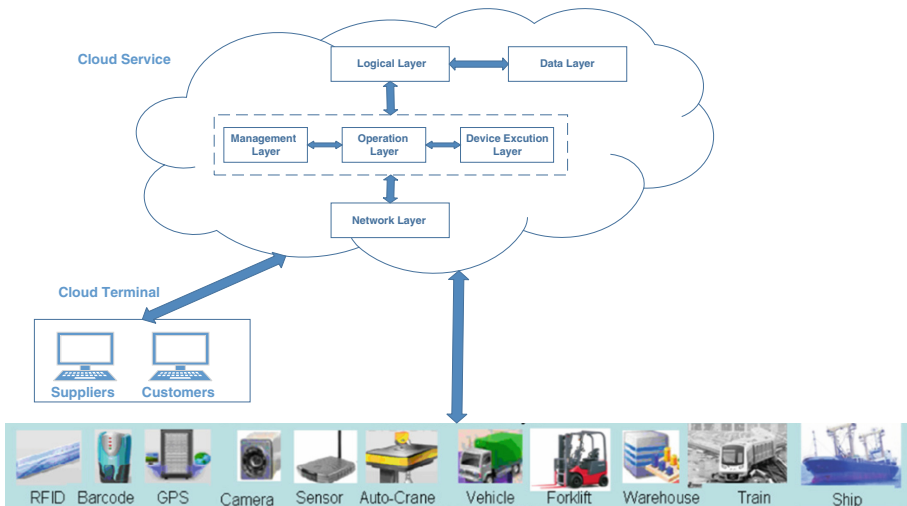 Cloud Service
Logical Layer
Data Layer
Management
Layer
Operation
Layer
Device Excution
Layer
Network Layer
Cloud Terminal
Suppliers
Customers
RFID
Barcode
GPS
Camera
Sensor
Auto-Crane
Vehicle
Forklift
Warehouse
Train
Ship